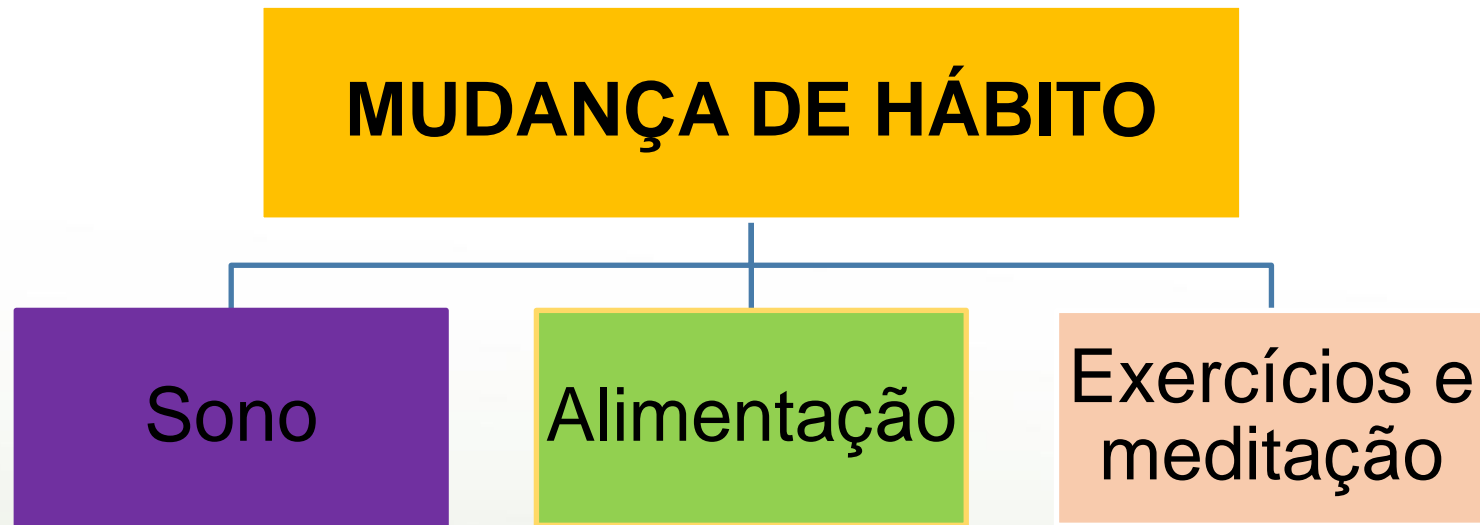 MUDANÇA DE HÁBITO
Sono
Alimentação
Exercícios e
meditação